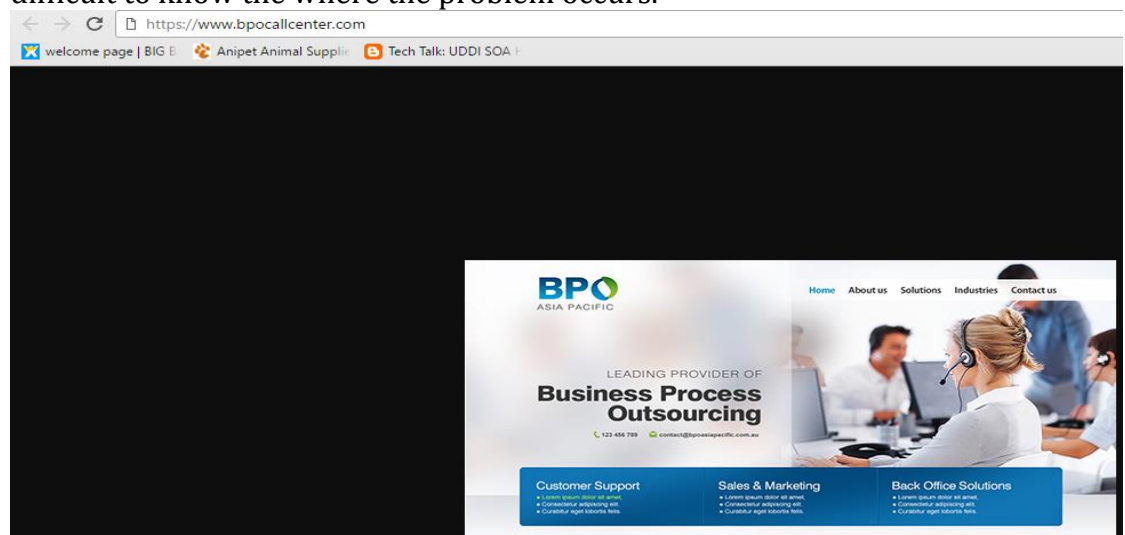 difficult to know the where the problem occurs.
https://www.bpocallcenter.com
welcome page | BIG B Anipet Animal Supplie Tech Talk: UDDI SOA H
BPO
ASIA PACIFIC
Home About us Solutions Industries Contact us
LEADING PROVIDER OF
Business Process
Outsourcing
123 456 789 contact@bpoasiapacific.com.au
Customer Support Sales & Marketing Back Office Solutions
• Lorem ipsum dolor sit amet, • Lorem ipsum dolor sit amet, • Lorem ipsum dolor sit amet,
• Consectetur adipiscing elit. • Consectetur adipiscing elit. • Consectetur adipiscing elit.
• Curabitur eget lobortis felis. • Curabitur eget lobortis felis. • Curabitur eget lobortis felis.